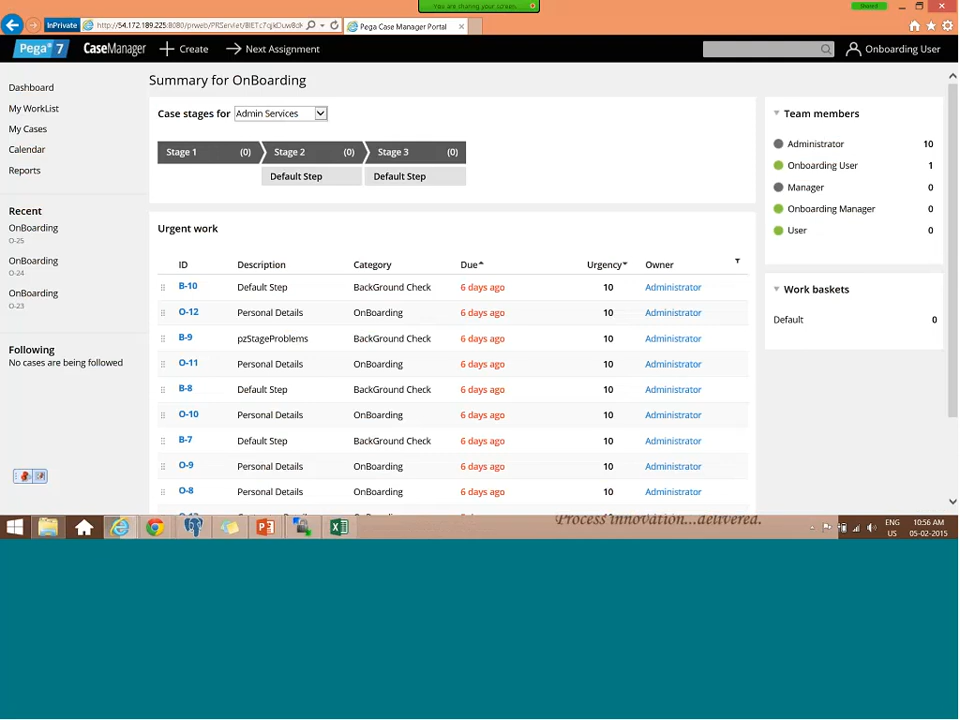 You are sharing your screen
InPrivate
http://54.172.189.225:8080/prweb/PRServlet/
Pega Case Manager Portal
Pega 7 CaseManager Create Next Assignment Onboarding User
Dashboard
My WorkList
My Cases
Calendar
Reports
Recent
OnBoarding
O-25
OnBoarding
O-24
OnBoarding
O-23
Following
No cases are being followed
Summary for OnBoarding
Case stages for Admin Services
Stage 1 (0) Stage 2 (0) Stage 3 (0)
Default Step Default Step
Urgent work
ID Description Category Due Urgency Owner
B-10 Default Step BackGround Check 6 days ago 10 Administrator
O-12 Personal Details OnBoarding 6 days ago 10 Administrator
B-9 pzStageProblems BackGround Check 6 days ago 10 Administrator
O-11 Personal Details OnBoarding 6 days ago 10 Administrator
B-8 Default Step BackGround Check 6 days ago 10 Administrator
O-10 Personal Details OnBoarding 6 days ago 10 Administrator
B-7 Default Step BackGround Check 6 days ago 10 Administrator
O-9 Personal Details OnBoarding 6 days ago 10 Administrator
O-8 Personal Details OnBoarding 6 days ago 10 Administrator
Team members
Administrator 10
Onboarding User 1
Manager 0
Onboarding Manager 0
User 0
Work baskets
Default 0
Process innovation...delivered.
ENG 10:56 AM
US 05-02-2015